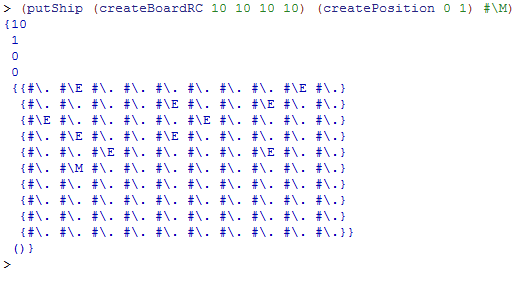 > (putShip (createBoardRC 10 10 10 10) (createPosition 0 1) #\M)
{10
1
0
0
{{#\. #\E #\. #\. #\. #\. #\. #\. #\E #\.}
{#\. #\. #\. #\. #\E #\. #\. #\E #\. #\.}
{#\E #\. #\. #\. #\. #\E #\. #\. #\. #\.}
{#\. #\E #\. #\. #\E #\. #\. #\. #\. #\.}
{#\. #\. #\E #\. #\. #\. #\. #\E #\. #\.}
{#\. #\M #\. #\. #\. #\. #\. #\. #\. #\.}
{#\. #\. #\. #\. #\. #\. #\. #\. #\. #\.}
{#\. #\. #\. #\. #\. #\. #\. #\. #\. #\.}
{#\. #\. #\. #\. #\. #\. #\. #\. #\. #\.}
{#\. #\. #\. #\. #\. #\. #\. #\. #\. #\.}}
()}
>